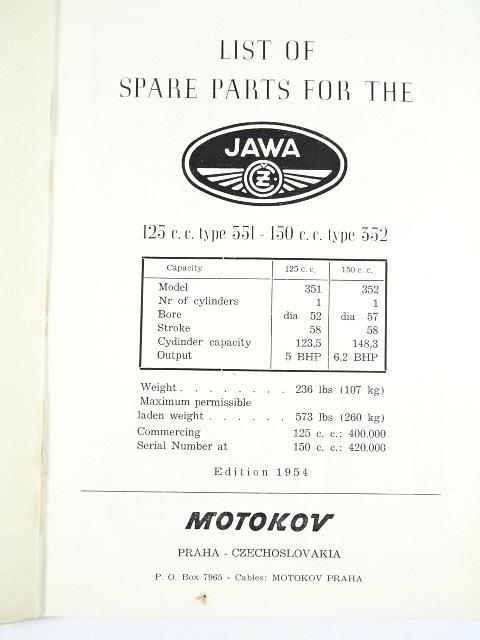 LIST OF
SPARE PARTS FOR THE
JAWA
CZ
125 c. c. type 351 - 150 c. c. type 352
Capacity 125 c. c. 150 c. c.
Model 351 352
Nr of cylinders 1 1
Bore dia 52 dia 57
Stroke 58 58
Cydinder capacity 123,5 148,3
Output 5 BHP 6,2 BHP
Weight . . . . . . . . 236 lbs (107 kg)
Maximum permissible
laden weight . . . . . . 573 lbs (260 kg)
Commercing 125 c. c.: 400.000
Serial Number at 150 c. c.: 420.000
Edition 1954
MOTOKOV
PRAHA - CZECHOSLOVAKIA
P. O. Box 7965 - Cables: MOTOKOV PRAHA